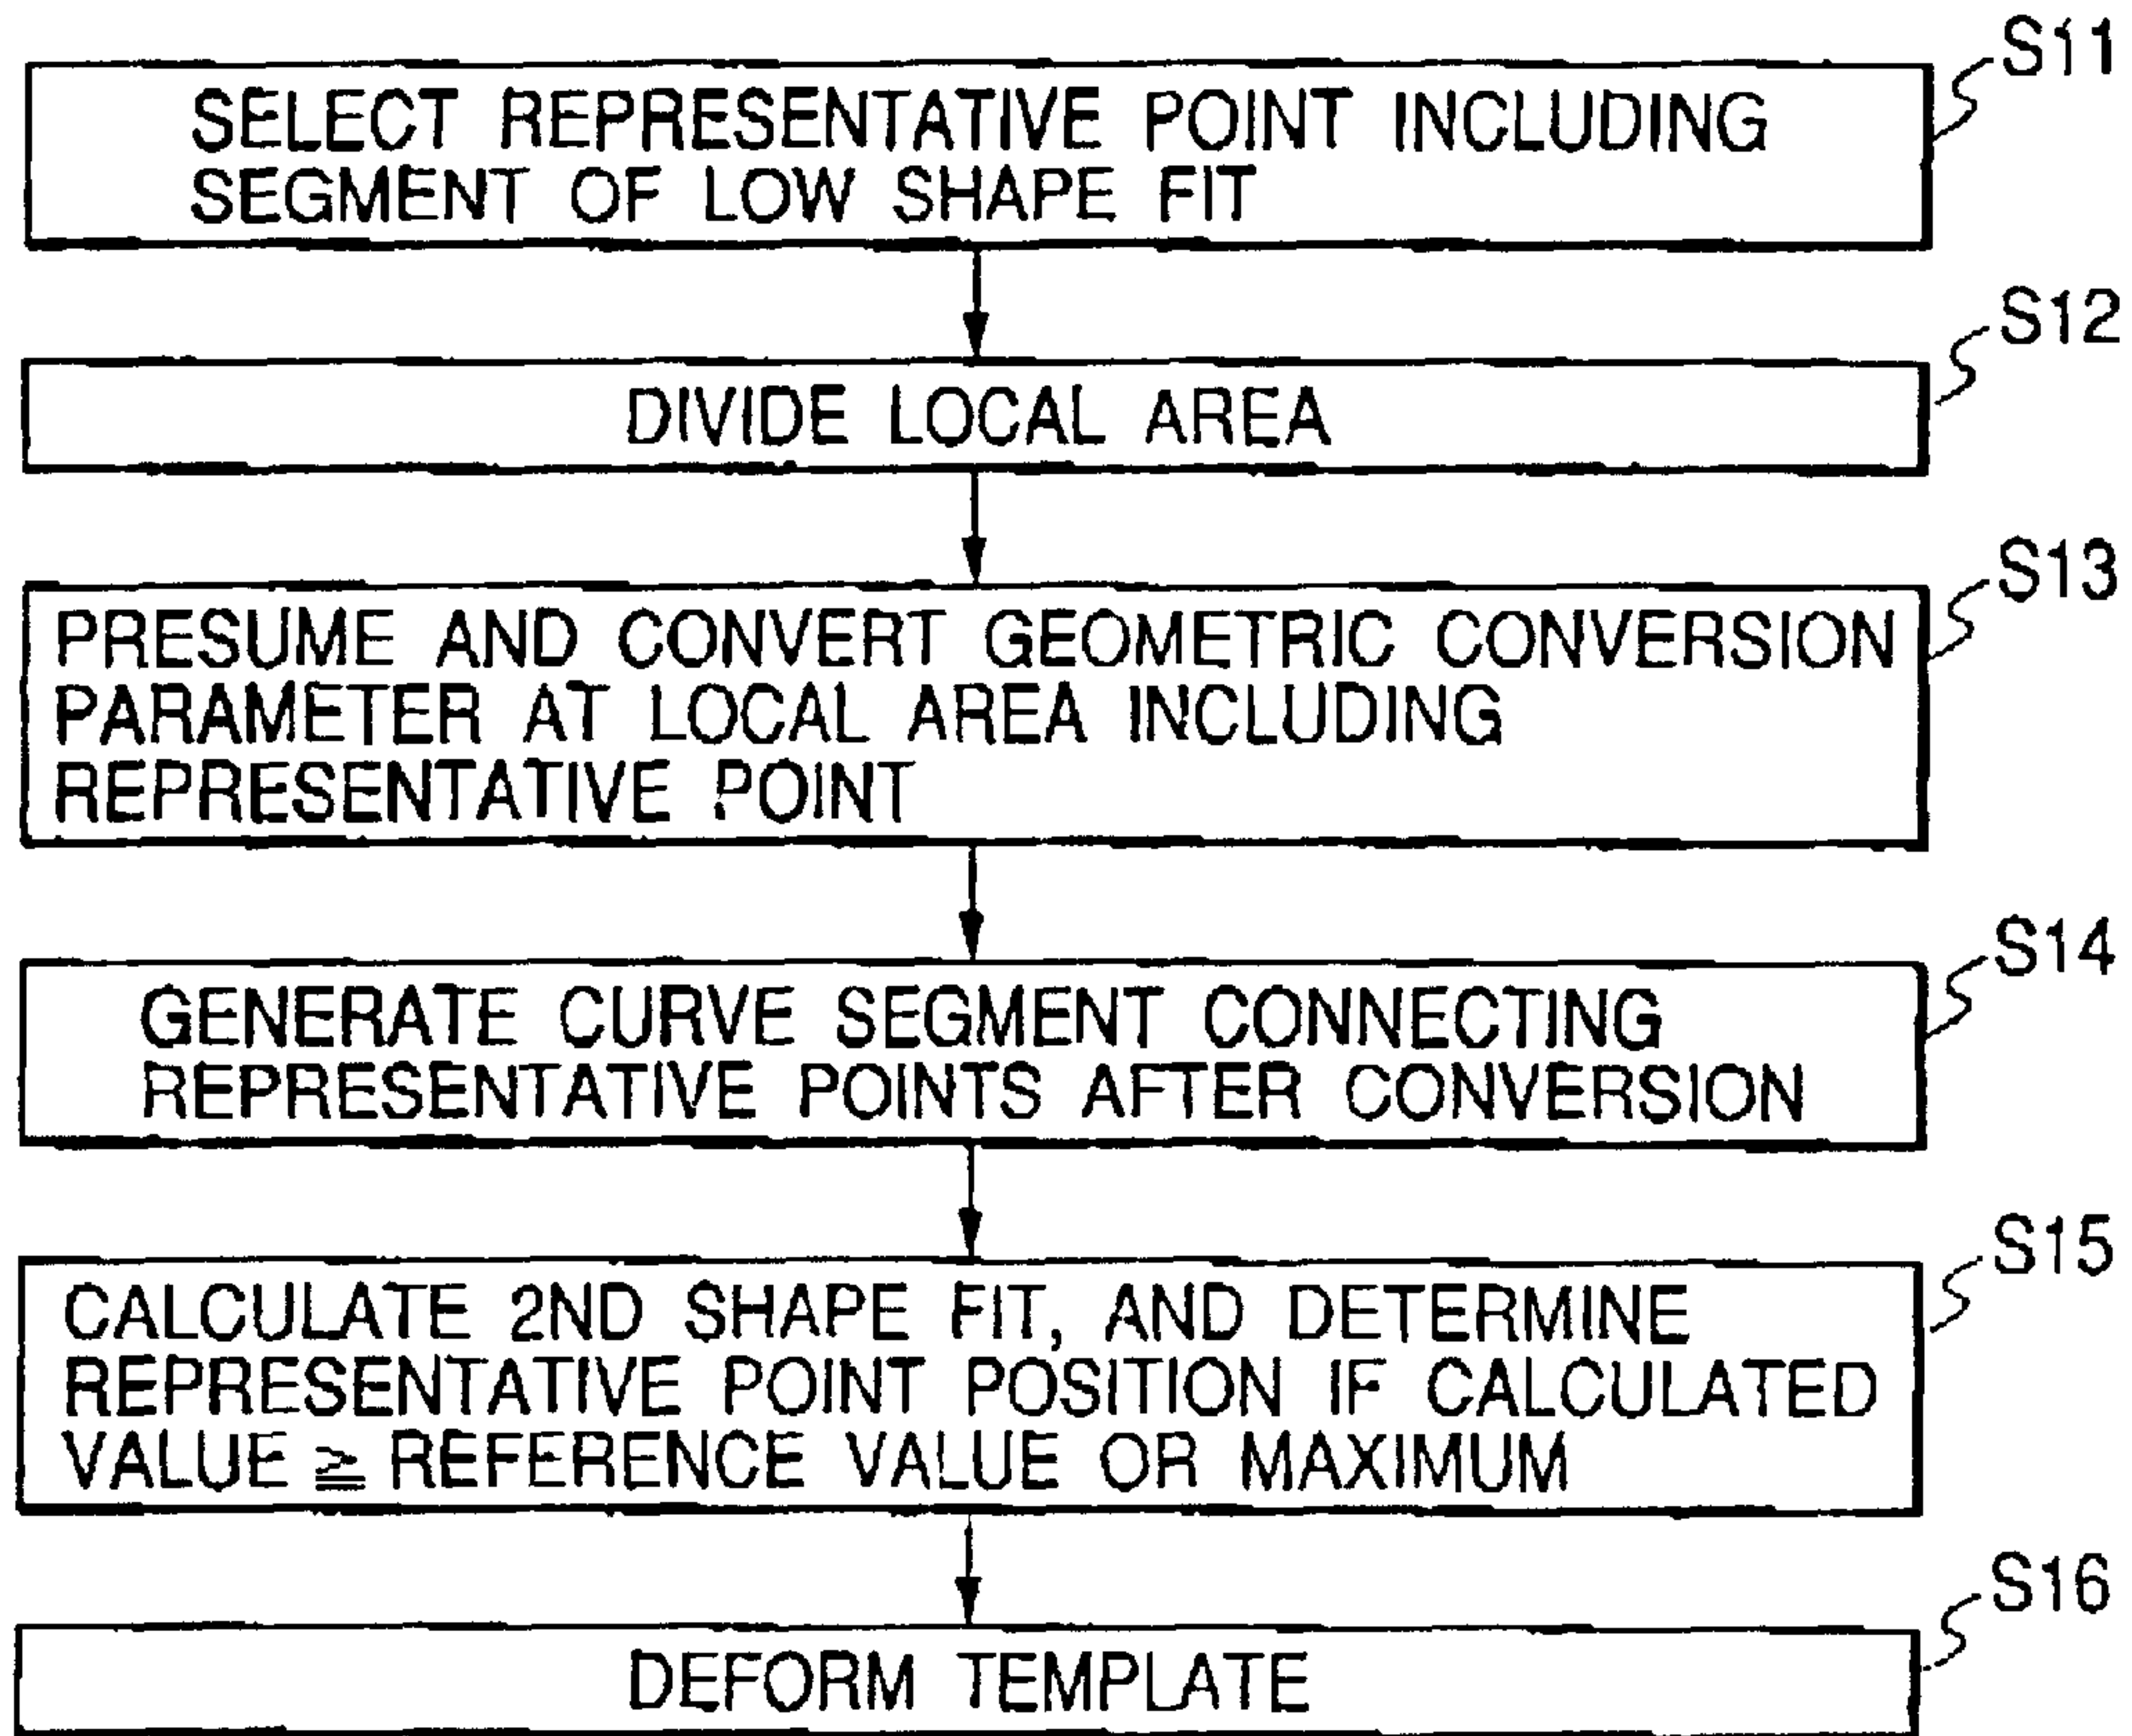 S11
SELECT REPRESENTATIVE POINT INCLUDING
SEGMENT OF LOW SHAPE FIT
S12
DIVIDE LOCAL AREA
S13
PRESUME AND CONVERT GEOMETRIC CONVERSION
PARAMETER AT LOCAL AREA INCLUDING
REPRESENTATIVE POINT
S14
GENERATE CURVE SEGMENT CONNECTING
REPRESENTATIVE POINTS AFTER CONVERSION
S15
CALCULATE 2ND SHAPE FIT, AND DETERMINE
REPRESENTATIVE POINT POSITION IF CALCULATED
VALUE ≧ REFERENCE VALUE OR MAXIMUM
S16
DEFORM TEMPLATE